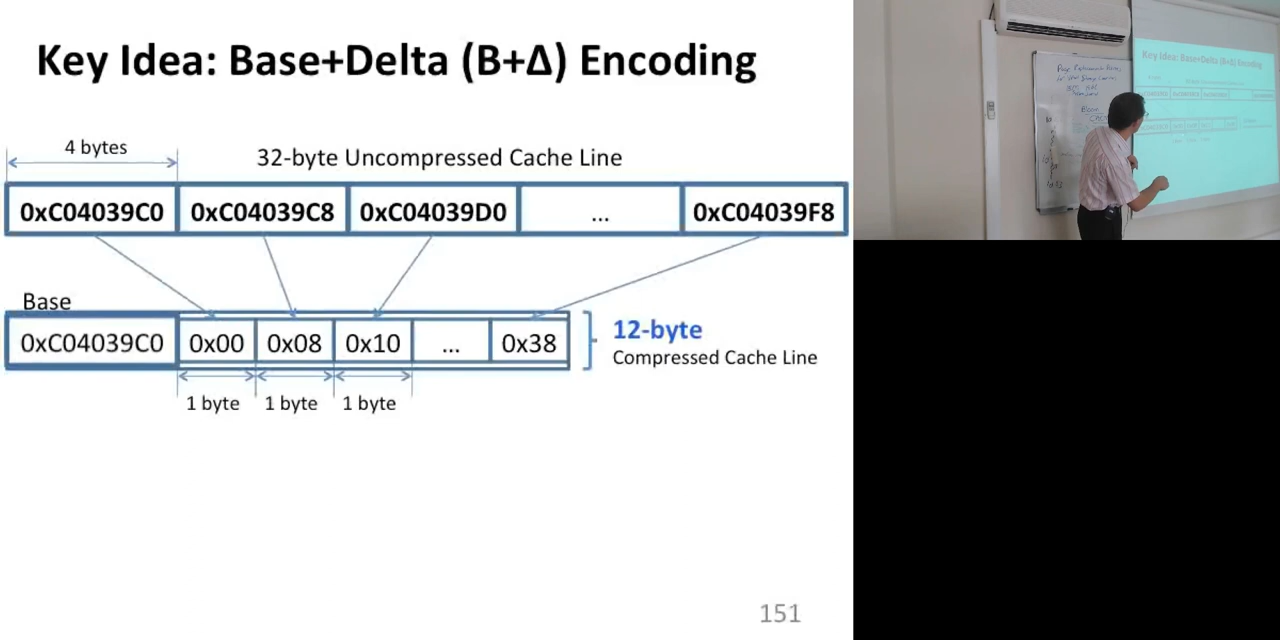 Key Idea: Base+Delta (B+Δ) Encoding
4 bytes
32-byte Uncompressed Cache Line
0xC04039C0 0xC04039C8 0xC04039D0 ... 0xC04039F8
Base
0xC04039C0 0x00 0x08 0x10 ... 0x38
12-byte
Compressed Cache Line
1 byte 1 byte 1 byte
151
Key Idea: Base+Delta (B+Δ) Encoding